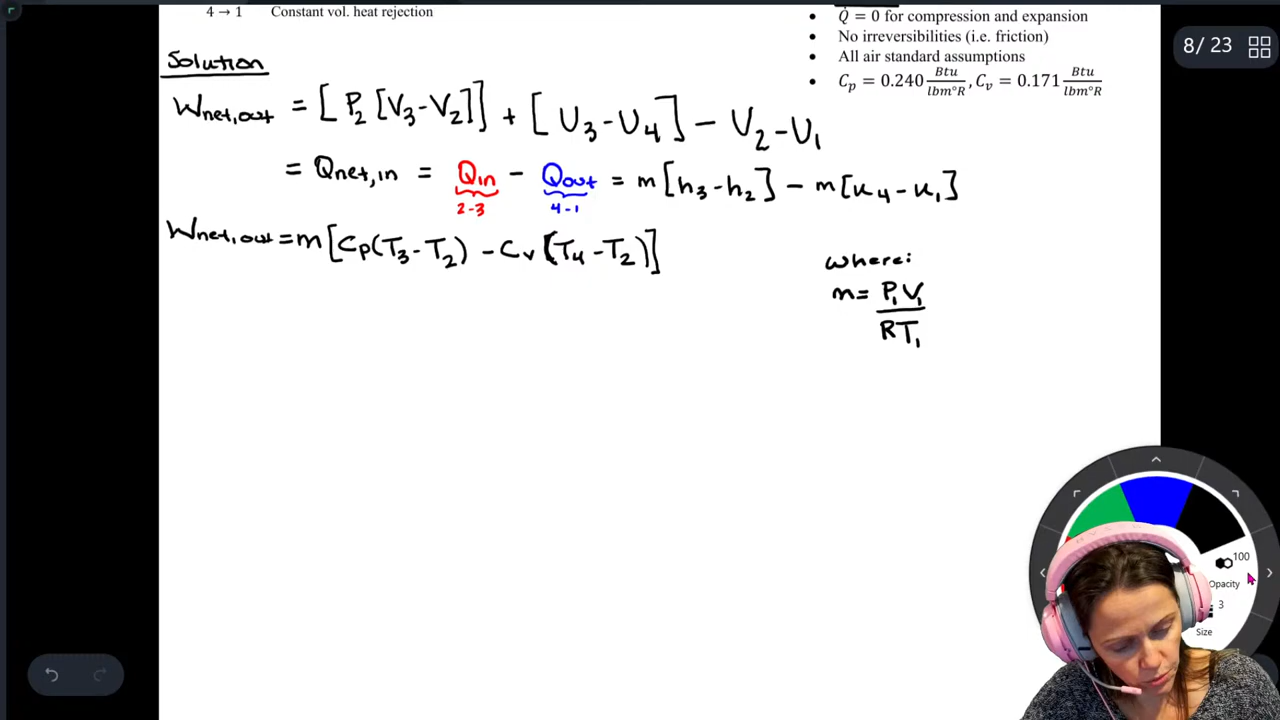 4 → 1 Constant vol. heat rejection
• Q̇ = 0 for compression and expansion
• No irreversibilities (i.e. friction)
• All air standard assumptions
• Cp = 0.240 Btu/lbm°R, Cv = 0.171 Btu/lbm°R
8/23
Solution
Wnet,out = [P2[V3-V2]] + [U3-U4] - V2-U1
= Qnet,in = Qin - Qout = m[h3-h2] - m[u4-u1]
2-3 4-1
Wnet,out = m[Cp(T3-T2) - Cv(T4-T2)]
where:
m = P1V1
RT1
100
Opacity
3
Size